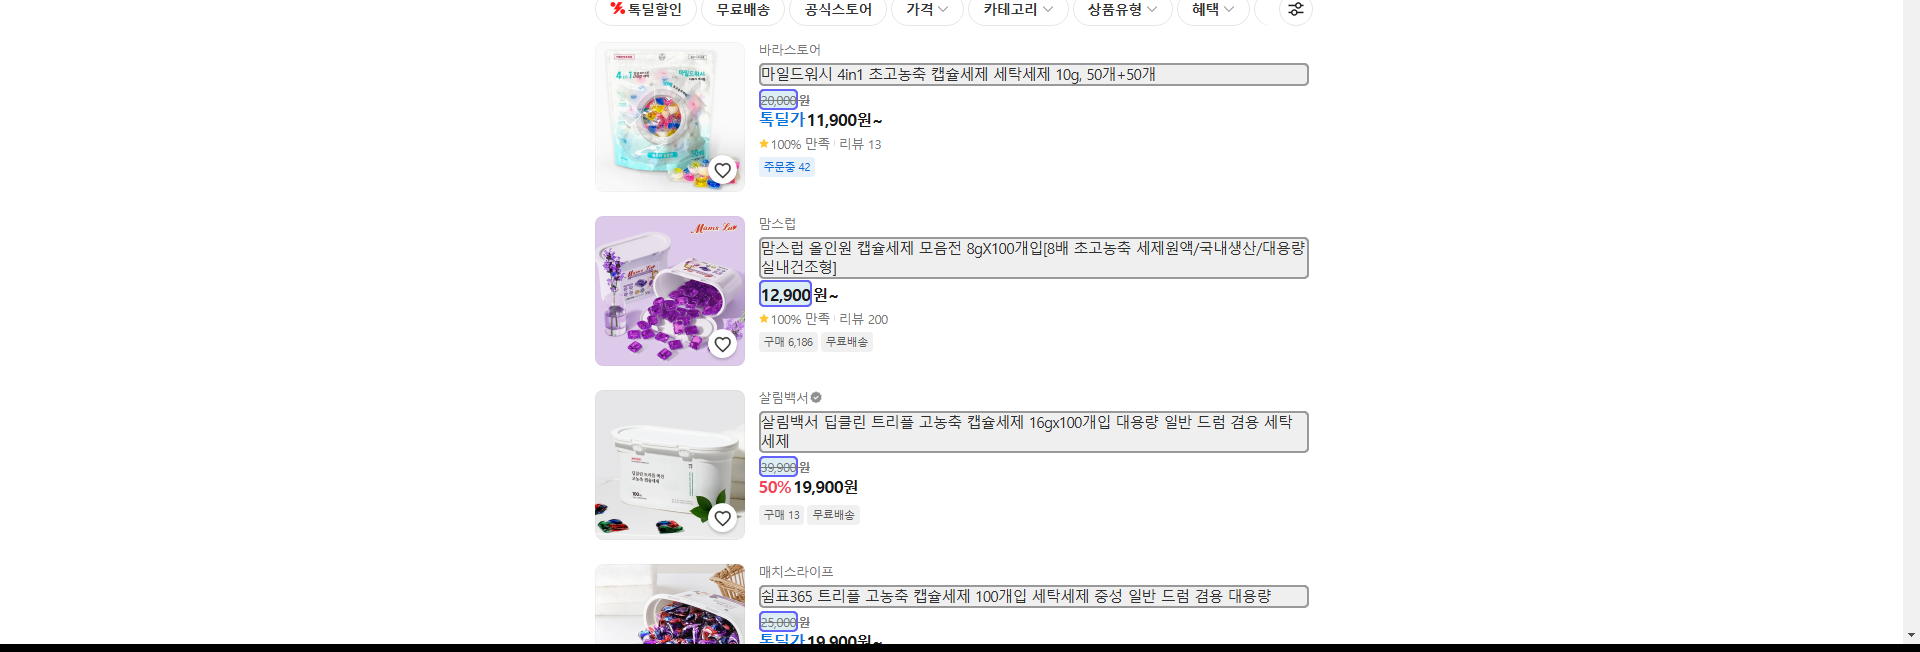 톡딜할인 무료배송 공식스토어 가격 카테고리 상품유형 혜택
바라스토어
마일드워시 4in1 초고농축 캡슐세제 세탁세제 10g, 50개+50개
20,000원
톡딜가 11,900원~
100% 만족 리뷰 13
주문중 42
4 in 1
마일드워시
맘스럽
맘스럽 올인원 캡슐세제 모음전 8gX100개입[8배 초고농축 세제원액/국내생산/대용량
실내건조형]
12,900원~
100% 만족 리뷰 200
구매 6,186 무료배송
Moms Luv
살림백서
살림백서 딥클린 트리플 고농축 캡슐세제 16gx100개입 대용량 일반 드럼 겸용 세탁
세제
39,900원
50% 19,900원
구매 13 무료배송
매치스라이프
쉼표365 트리플 고농축 캡슐세제 100개입 세탁세제 중성 일반 드럼 겸용 대용량
25,000원
톡딜가 19,900원~